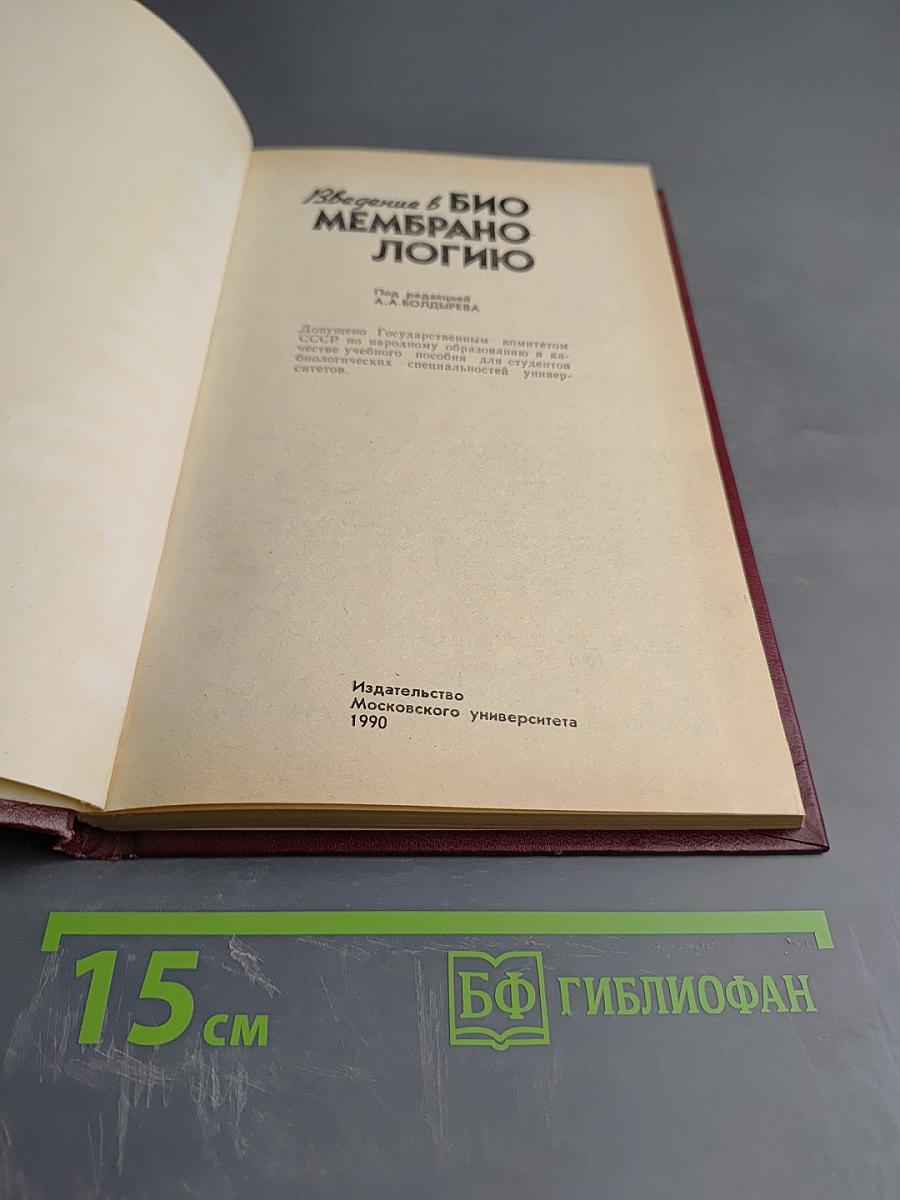 Введение в БИО
МЕМБРАНО
ЛОГИЮ
Под редакцией
А.А.БОЛДЫРЕВА
Допущено Государственным комитетом
СССР по народному образованию в ка-
честве учебного пособия для студентов
биологических специальностей универ-
ситетов.
Издательство
Московского университета
1990
15 см
БФ ГИБЛИОФАН